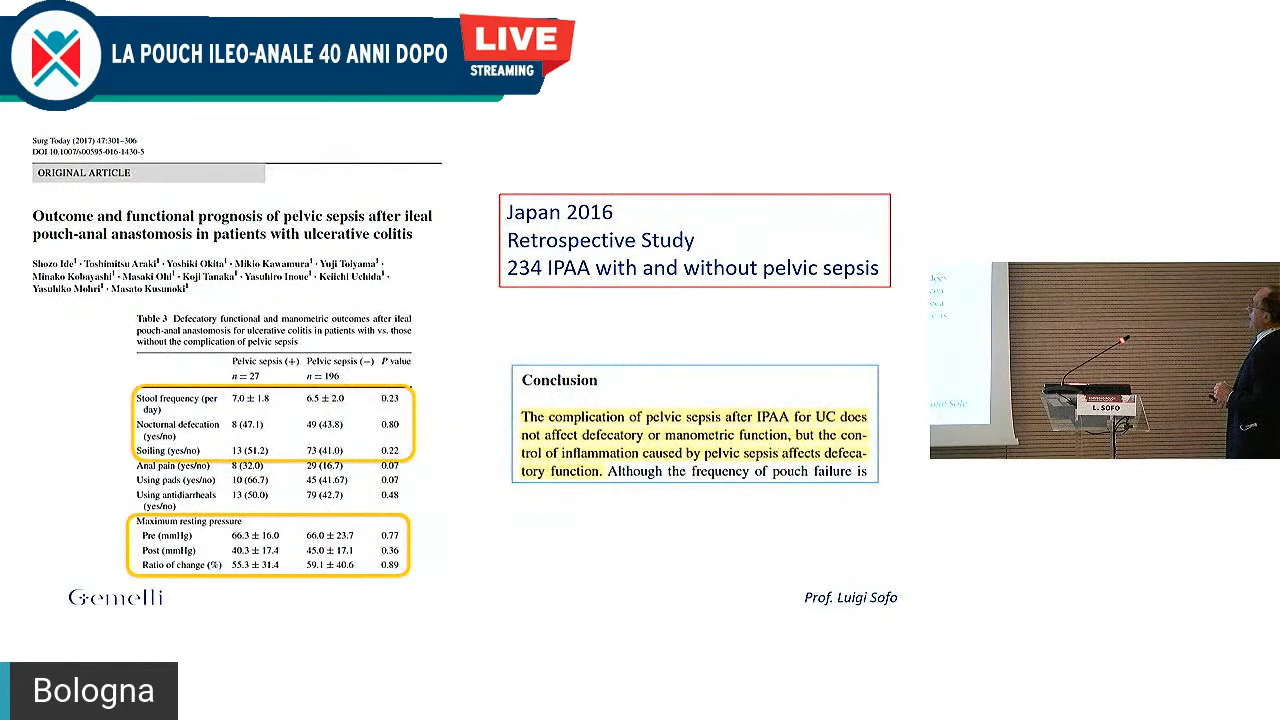 LA POUCH ILEO-ANALE 40 ANNI DOPO
LIVE
STREAMING
Surg Today (2017) 47:301–306
DOI 10.1007/s00595-016-1430-5
ORIGINAL ARTICLE
Outcome and functional prognosis of pelvic sepsis after ileal
pouch-anal anastomosis in patients with ulcerative colitis
Shozo Ide¹ · Toshimitsu Araki¹ · Yoshiki Okita¹ · Mikio Kawamura¹ · Yuji Toiyama¹ ·
Minako Kobayashi¹ · Masaki Ohi¹ · Koji Tanaka¹ · Yasuhiro Inoue¹ · Keiichi Uchida¹ ·
Yasuhiko Mohri¹ · Masato Kusunoki¹
Table 3 Defecatory functional and manometric outcomes after ileal
pouch-anal anastomosis for ulcerative colitis in patients with vs. those
without the complication of pelvic sepsis
Pelvic sepsis (+) Pelvic sepsis (−) P value
n = 27 n = 196
Stool frequency (per 7.0 ± 1.8 6.5 ± 2.0 0.23
day)
Nocturnal defecation 8 (47.1) 49 (43.8) 0.80
(yes/no)
Soiling (yes/no) 13 (51.2) 73 (41.0) 0.22
Anal pain (yes/no) 8 (32.0) 29 (16.7) 0.07
Using pads (yes/no) 10 (66.7) 45 (41.67) 0.07
Using antidiarrheals 13 (50.0) 79 (42.7) 0.48
(yes/no)
Maximum resting pressure
Pre (mmHg) 66.3 ± 16.0 66.0 ± 23.7 0.77
Post (mmHg) 40.3 ± 17.4 45.0 ± 17.1 0.36
Ratio of change (%) 55.3 ± 31.4 59.1 ± 40.6 0.89
Japan 2016
Retrospective Study
234 IPAA with and without pelvic sepsis
Conclusion
The complication of pelvic sepsis after IPAA for UC does
not affect defecatory or manometric function, but the con-
trol of inflammation caused by pelvic sepsis affects defeca-
tory function. Although the frequency of pouch failure is
L. SOFO
Gemelli
Prof. Luigi Sofo
Bologna